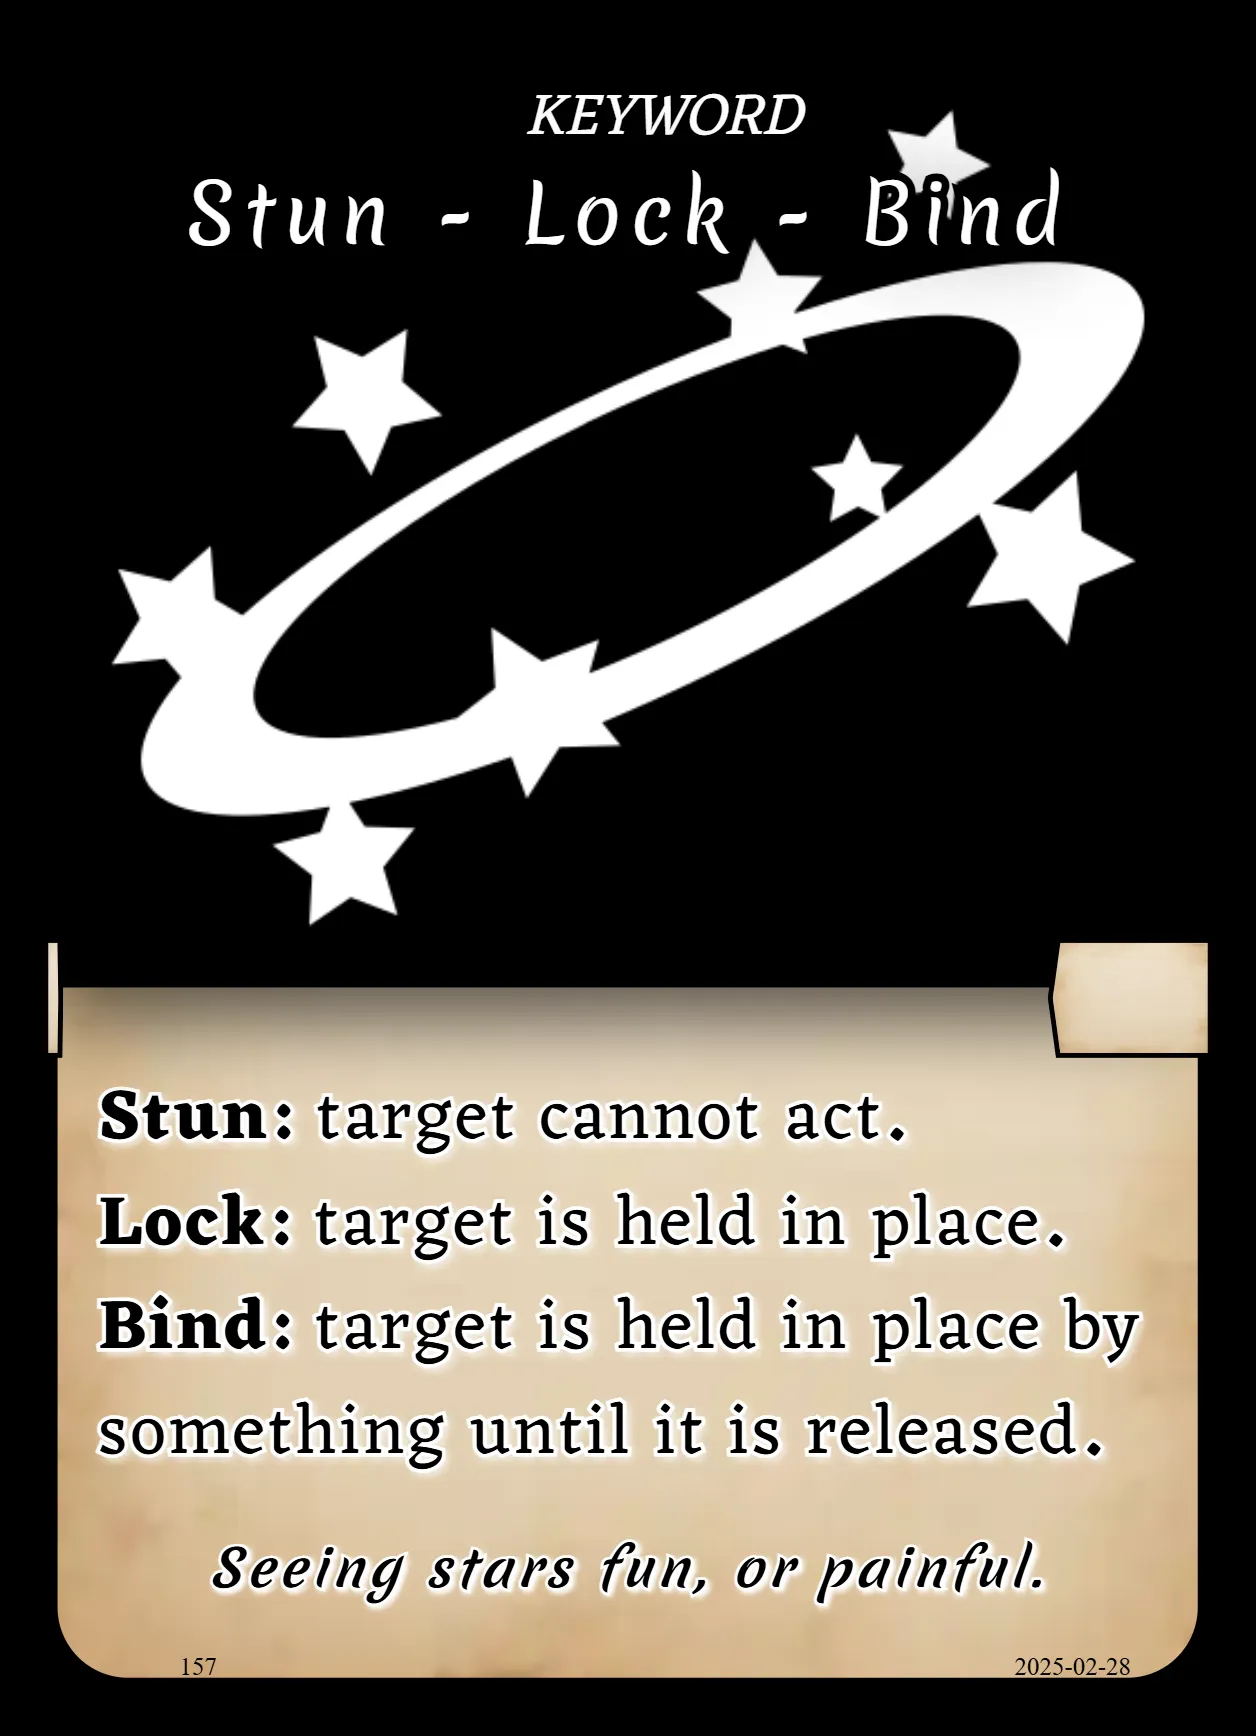 KEYWORD
Stun - Lock - Bind
Stun: target cannot act.
Lock: target is held in place.
Bind: target is held in place by
something until it is released.
Seeing stars fun, or painful.
157
2025-02-28